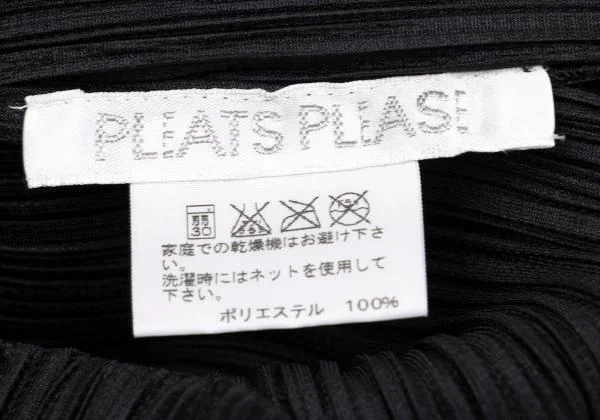 PLEATS PLEASE
弱 30
家庭での乾燥機はお避け下さ
い。
洗濯時にはネットを使用して
下さい。
ポリエステル 100%